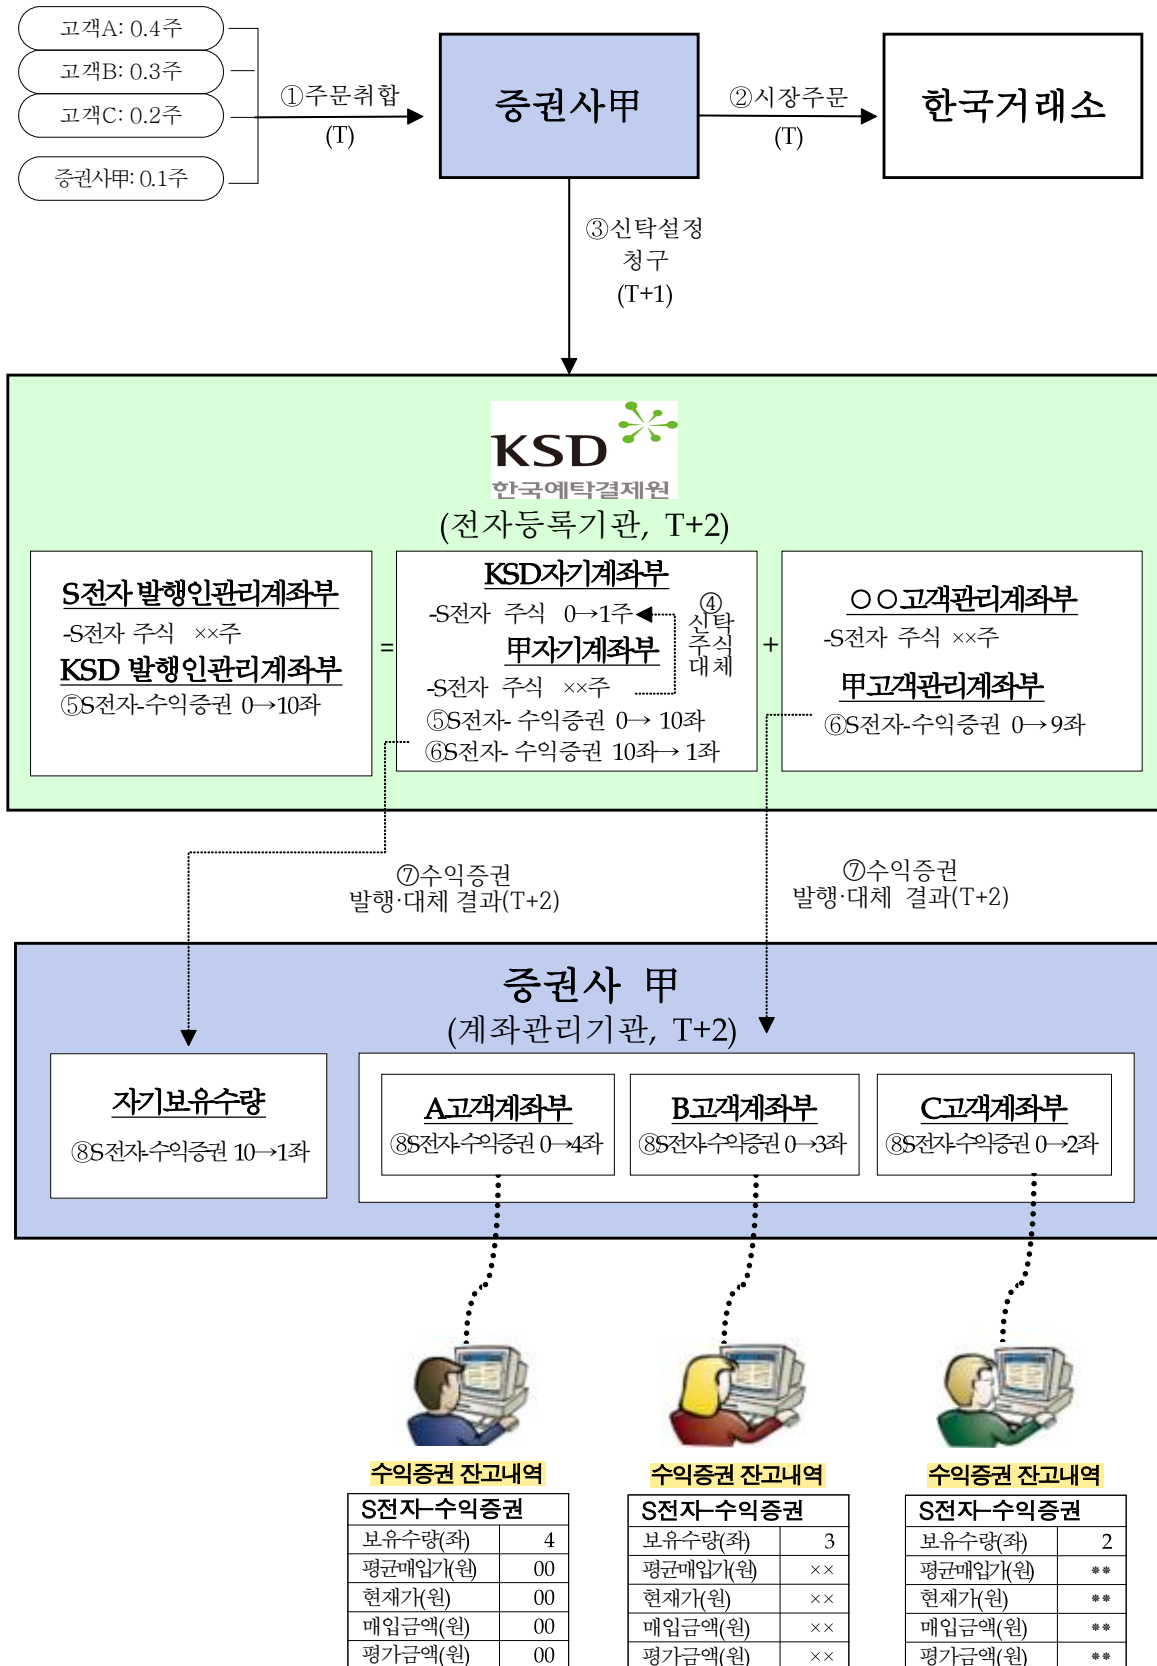 고객A: 0.4주
고객B: 0.3주
고객C: 0.2주
증권사甲: 0.1주
①주문취합
(T)
증권사甲
②시장주문
(T)
한국거래소
③신탁설정
청구
(T+1)
KSD
한국예탁결제원
(전자등록기관, T+2)
S전자 발행인관리계좌부
-S전자 주식 ××주
KSD 발행인관리계좌부
⑤S전자-수익증권 0→10좌
=
KSD자기계좌부
-S전자 주식 0→1주
甲자기계좌부
-S전자 주식 ××주
⑤S전자- 수익증권 0→ 10좌
⑥S전자- 수익증권 10좌→ 1좌
④
신탁
주식
대체
+
○○고객관리계좌부
-S전자 주식 ××주
甲고객관리계좌부
⑥S전자-수익증권 0→9좌
⑦수익증권
발행·대체 결과(T+2)
⑦수익증권
발행·대체 결과(T+2)
증권사 甲
(계좌관리기관, T+2)
자기보유수량
⑧S전자-수익증권 10→1좌
A고객계좌부
⑧S전자-수익증권 0→4좌
B고객계좌부
⑧S전자-수익증권 0→3좌
C고객계좌부
⑧S전자-수익증권 0→2좌
수익증권 잔고내역
S전자-수익증권
보유수량(좌) 4
평균매입가(원) 00
현재가(원) 00
매입금액(원) 00
평가금액(원) 00
수익증권 잔고내역
S전자-수익증권
보유수량(좌) 3
평균매입가(원) ××
현재가(원) ××
매입금액(원) ××
평가금액(원) ××
수익증권 잔고내역
S전자-수익증권
보유수량(좌) 2
평균매입가(원) **
현재가(원) **
매입금액(원) **
평가금액(원) **